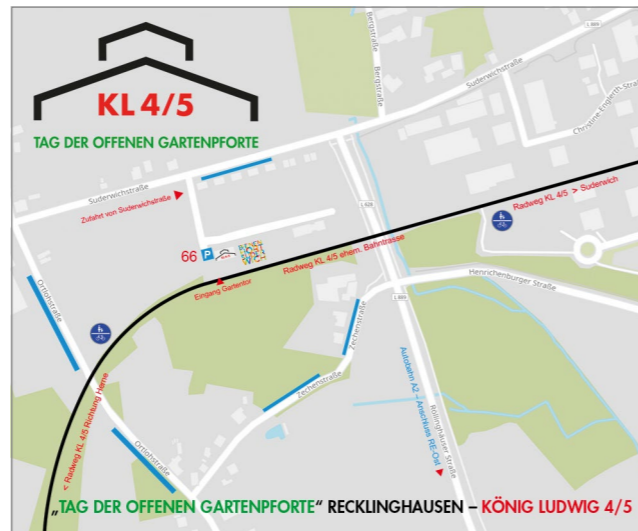 KL 4/5
TAG DER OFFENEN GARTENPFORTE
Bergstraße
Bergstraße
L 889
Suderwichstraße
Christine-Englerth-Straß
Suderwichstraße
Zufahrt von Suderwichstraße
L 628
Radweg KL 4/5 > Suderwich
66 P
Radweg KL 4/5 ehem. Bahntrasse
Eingang Gartentor
Henrichenburger Straße
L 889
Ortlohstraße
Zechenstraße
Zechenstraße
Autobahn A2 – Anschluss RE-Ost
Röllinghäuser Straße
< Radweg KL 4/5 Richtung Herne
Ortlohstraße
„TAG DER OFFENEN GARTENPFORTE“ RECKLINGHAUSEN – KÖNIG LUDWIG 4/5